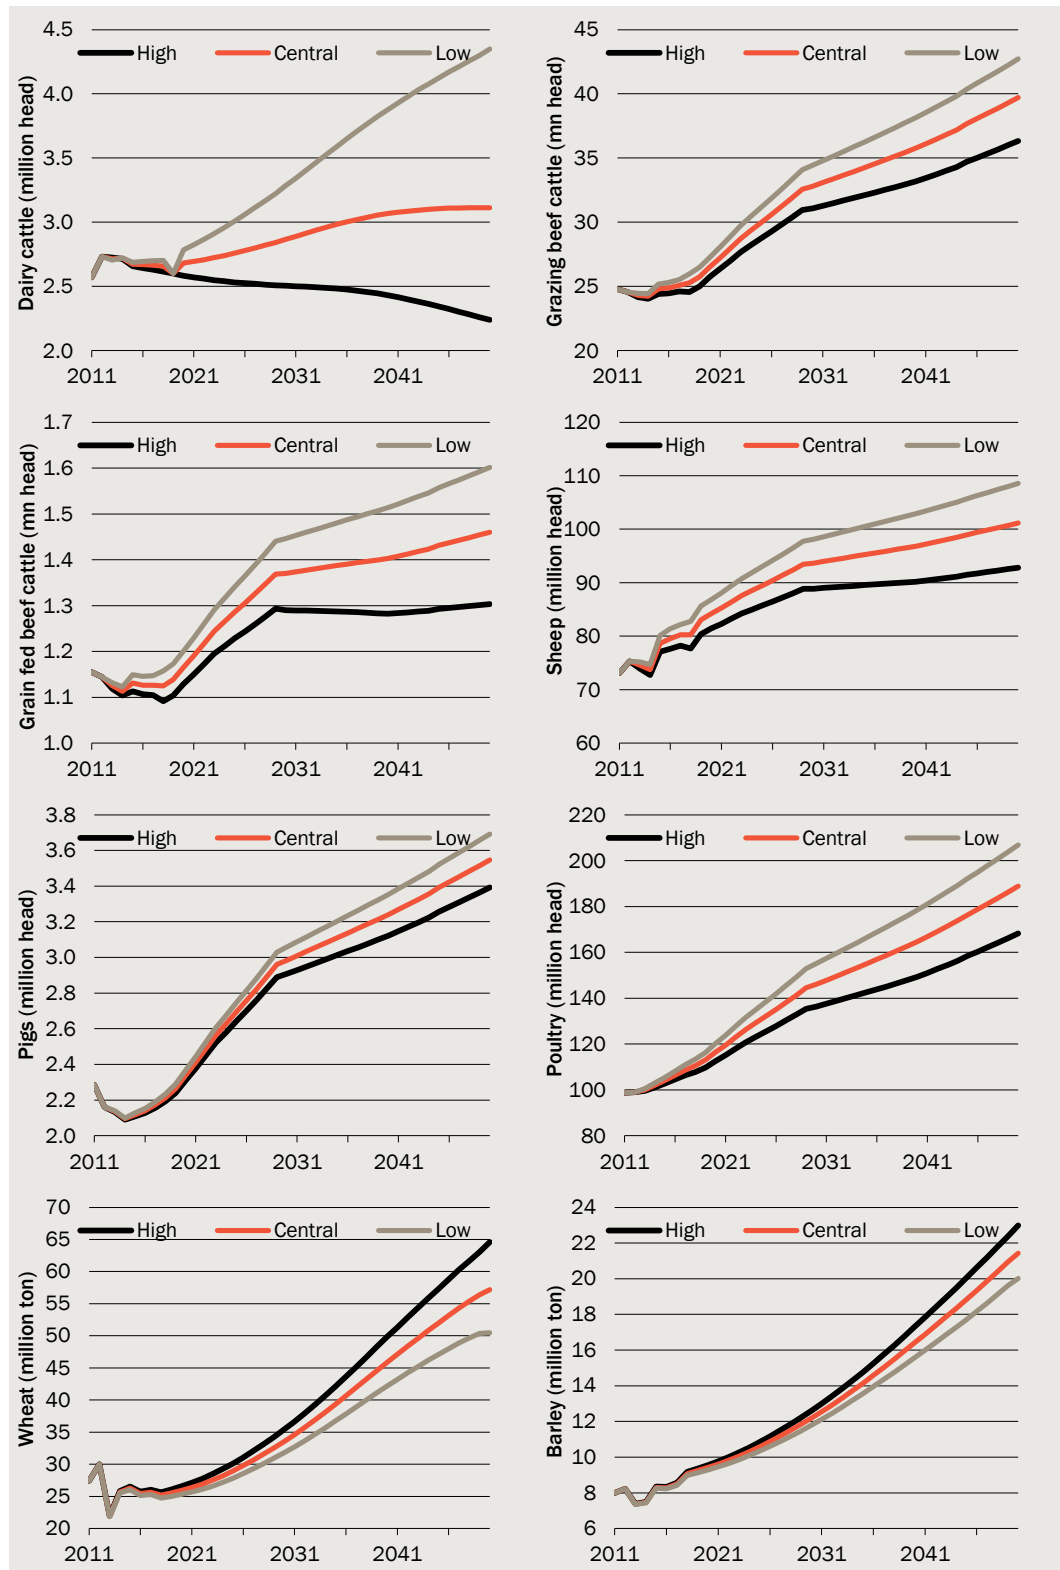 Dairy cattle (million head)
4.5
4.0
3.5
3.0
2.5
2.0
High Central Low
2011 2021 2031 2041
Grazing beef cattle (mn head)
45
40
35
30
25
20
High Central Low
2011 2021 2031 2041
Grain fed beef cattle (mn head)
1.7
1.6
1.5
1.4
1.3
1.2
1.1
1.0
High Central Low
2011 2021 2031 2041
Sheep (million head)
120
110
100
90
80
70
60
High Central Low
2011 2021 2031 2041
Pigs (million head)
3.8
3.6
3.4
3.2
3.0
2.8
2.6
2.4
2.2
2.0
High Central Low
2011 2021 2031 2041
Poultry (million head)
220
200
180
160
140
120
100
80
High Central Low
2011 2021 2031 2041
Wheat (million ton)
70
65
60
55
50
45
40
35
30
25
20
High Central Low
2011 2021 2031 2041
Barley (million ton)
24
22
20
18
16
14
12
10
8
6
High Central Low
2011 2021 2031 2041